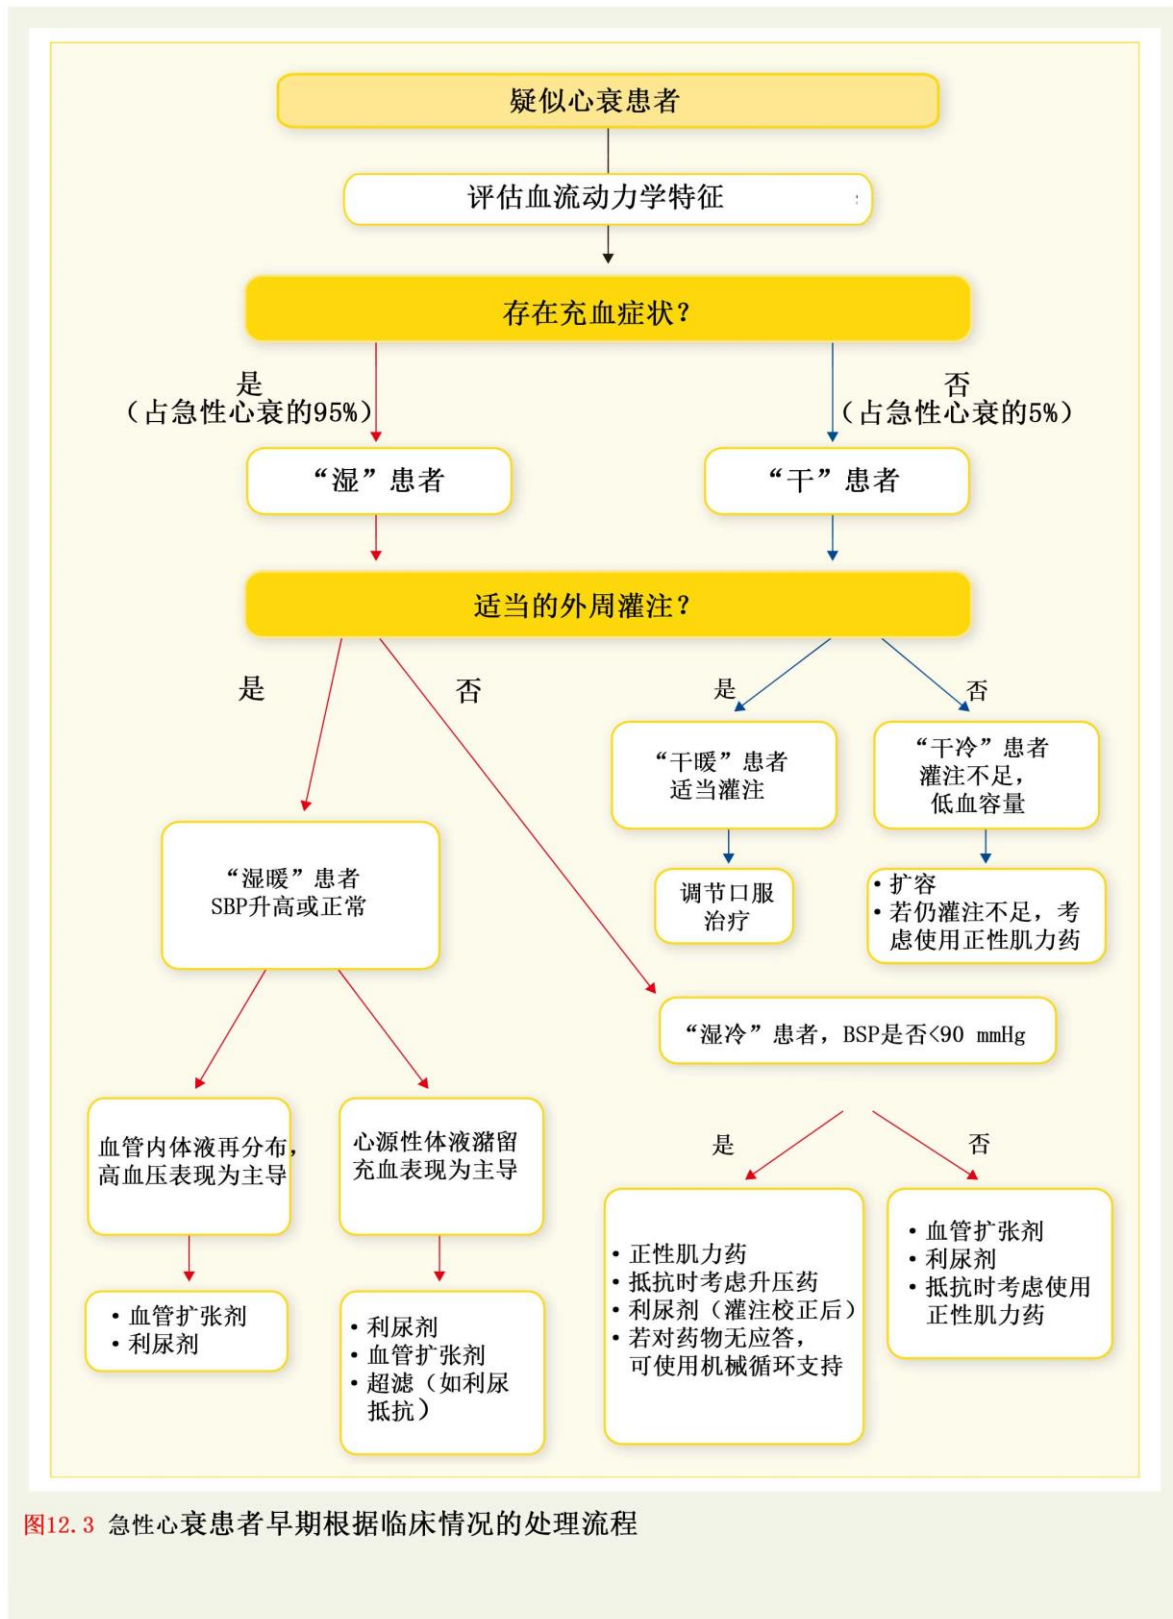 疑似心衰患者
评估血流动力学特征
存在充血症状？
是
（占急性心衰的95%）
否
（占急性心衰的5%）
“湿”患者
“干”患者
适当的外周灌注？
是
否
是
否
“干暖”患者
适当灌注
“干冷”患者
灌注不足，
低血容量
“湿暖”患者
SBP升高或正常
调节口服
治疗
•扩容
•若仍灌注不足，考
虑使用正性肌力药
“湿冷”患者，BSP是否<90 mmHg
血管内体液再分布，
高血压表现为主导
心源性体液潴留
充血表现为主导
是
否
•血管扩张剂
•利尿剂
•利尿剂
•血管扩张剂
•超滤（如利尿
抵抗）
•正性肌力药
•抵抗时考虑升压药
•利尿剂（灌注校正后）
•若对药物无应答，
可使用机械循环支持
•血管扩张剂
•利尿剂
•抵抗时考虑使用
正性肌力药
图12.3 急性心衰患者早期根据临床情况的处理流程